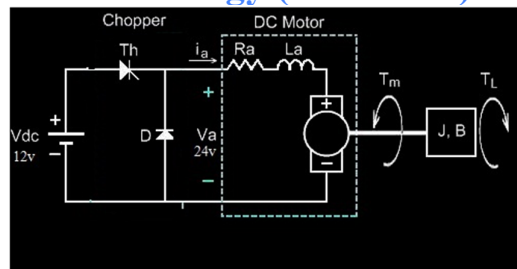 Chopper
DC Motor
Th
iₐ
Ra
La
+
+
Tm
TL
+
Vdc
12v
−
D
Va
24v
−
−
J, B